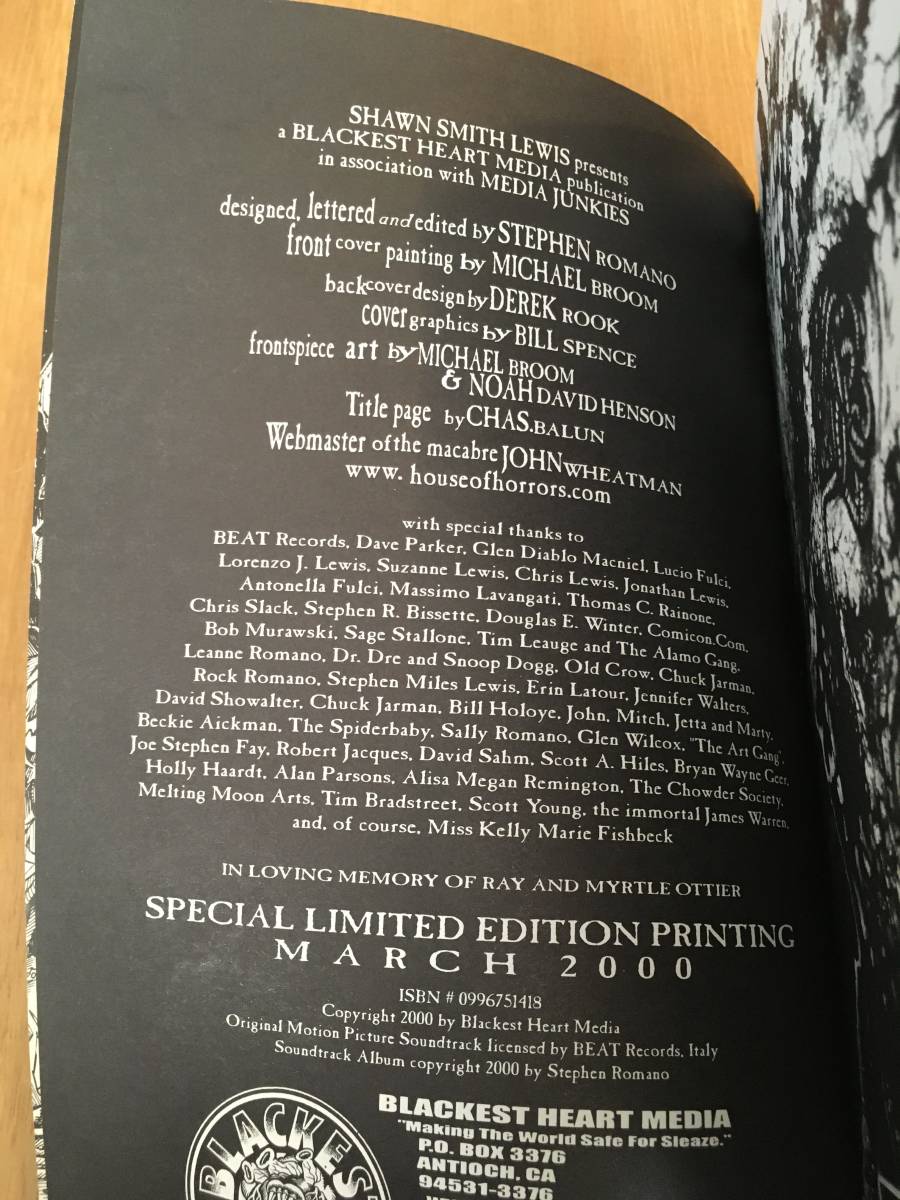 SHAWN SMITH LEWIS presents
a BLACKEST HEART MEDIA publication
in association with MEDIA JUNKIES
designed, lettered and edited by STEPHEN ROMANO
front cover painting by MICHAEL BROOM
backcover design by DEREK ROOK
cover graphics by BILL SPENCE
frontspiece art by MICHAEL BROOM
& NOAH DAVID HENSON
Title page by CHAS. BALUN
Webmaster of the macabre JOHN WHEATMAN
www. houseofhorrors.com
with special thanks to
BEAT Records, Dave Parker, Glen Diablo Macniel, Lucio Fulci,
Lorenzo J. Lewis, Suzanne Lewis, Chris Lewis, Jonathan Lewis,
Antonella Fulci, Massimo Lavangati, Thomas C. Rainone,
Chris Slack, Stephen R. Bissette, Douglas E. Winter, Comicon.Com,
Bob Murawski, Sage Stallone, Tim Leauge and The Alamo Gang,
Leanne Romano, Dr. Dre and Snoop Dogg, Old Crow, Chuck Jarman,
Rock Romano, Stephen Miles Lewis, Erin Latour, Jennifer Walters,
David Showalter, Chuck Jarman, Bill Holoye, John, Mitch, Jetta and Marty,
Beckie Aickman, The Spiderbaby, Sally Romano, Glen Wilcox, "The Art Gang",
Joe Stephen Fay, Robert Jacques, David Sahm, Scott A. Hiles, Bryan Wayne Geer,
Holly Haardt, Alan Parsons, Alisa Megan Remington, The Chowder Society,
Melting Moon Arts, Tim Bradstreet, Scott Young, the immortal James Warren,
and, of course, Miss Kelly Marie Fishbeck
IN LOVING MEMORY OF RAY AND MYRTLE OTTIER
SPECIAL LIMITED EDITION PRINTING
MARCH 2000
ISBN # 0996751418
Copyright 2000 by Blackest Heart Media
Original Motion Picture Soundtrack licensed by BEAT Records, Italy
Soundtrack Album copyright 2000 by Stephen Romano
BLACKEST HEART MEDIA
"Making The World Safe For Sleaze."
P.O. BOX 3376
ANTIOCH, CA
94531-3376